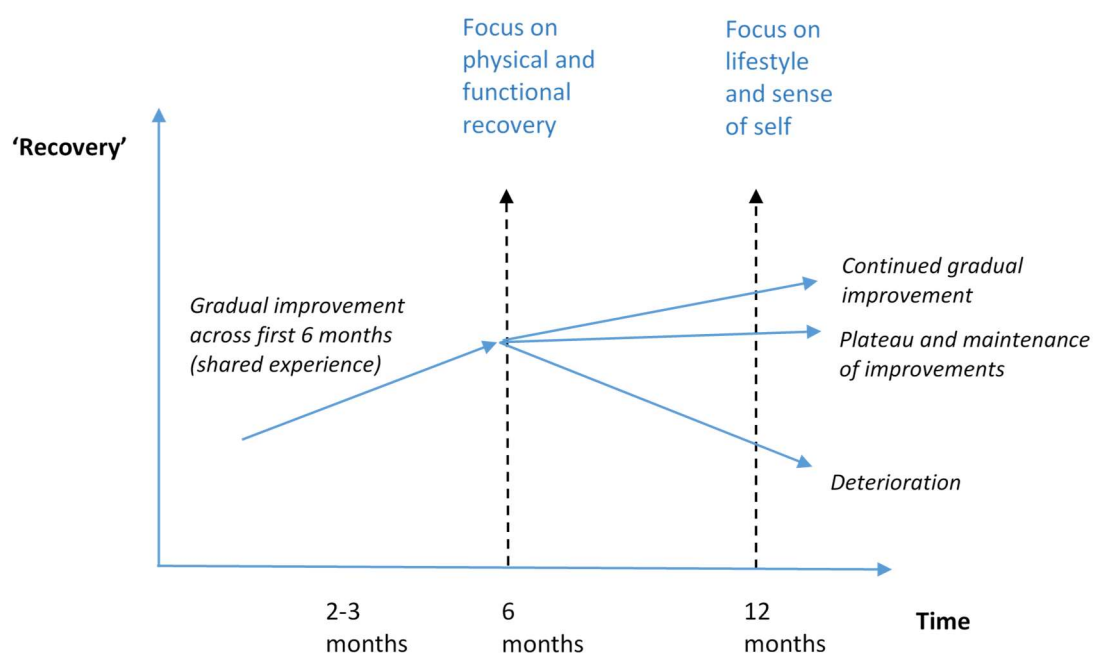 Focus on
physical and
functional
recovery
Focus on
lifestyle
and sense
of self
‘Recovery’
Gradual improvement
across first 6 months
(shared experience)
Continued gradual
improvement
Plateau and maintenance
of improvements
Deterioration
2-3
months
6
months
12
months
Time